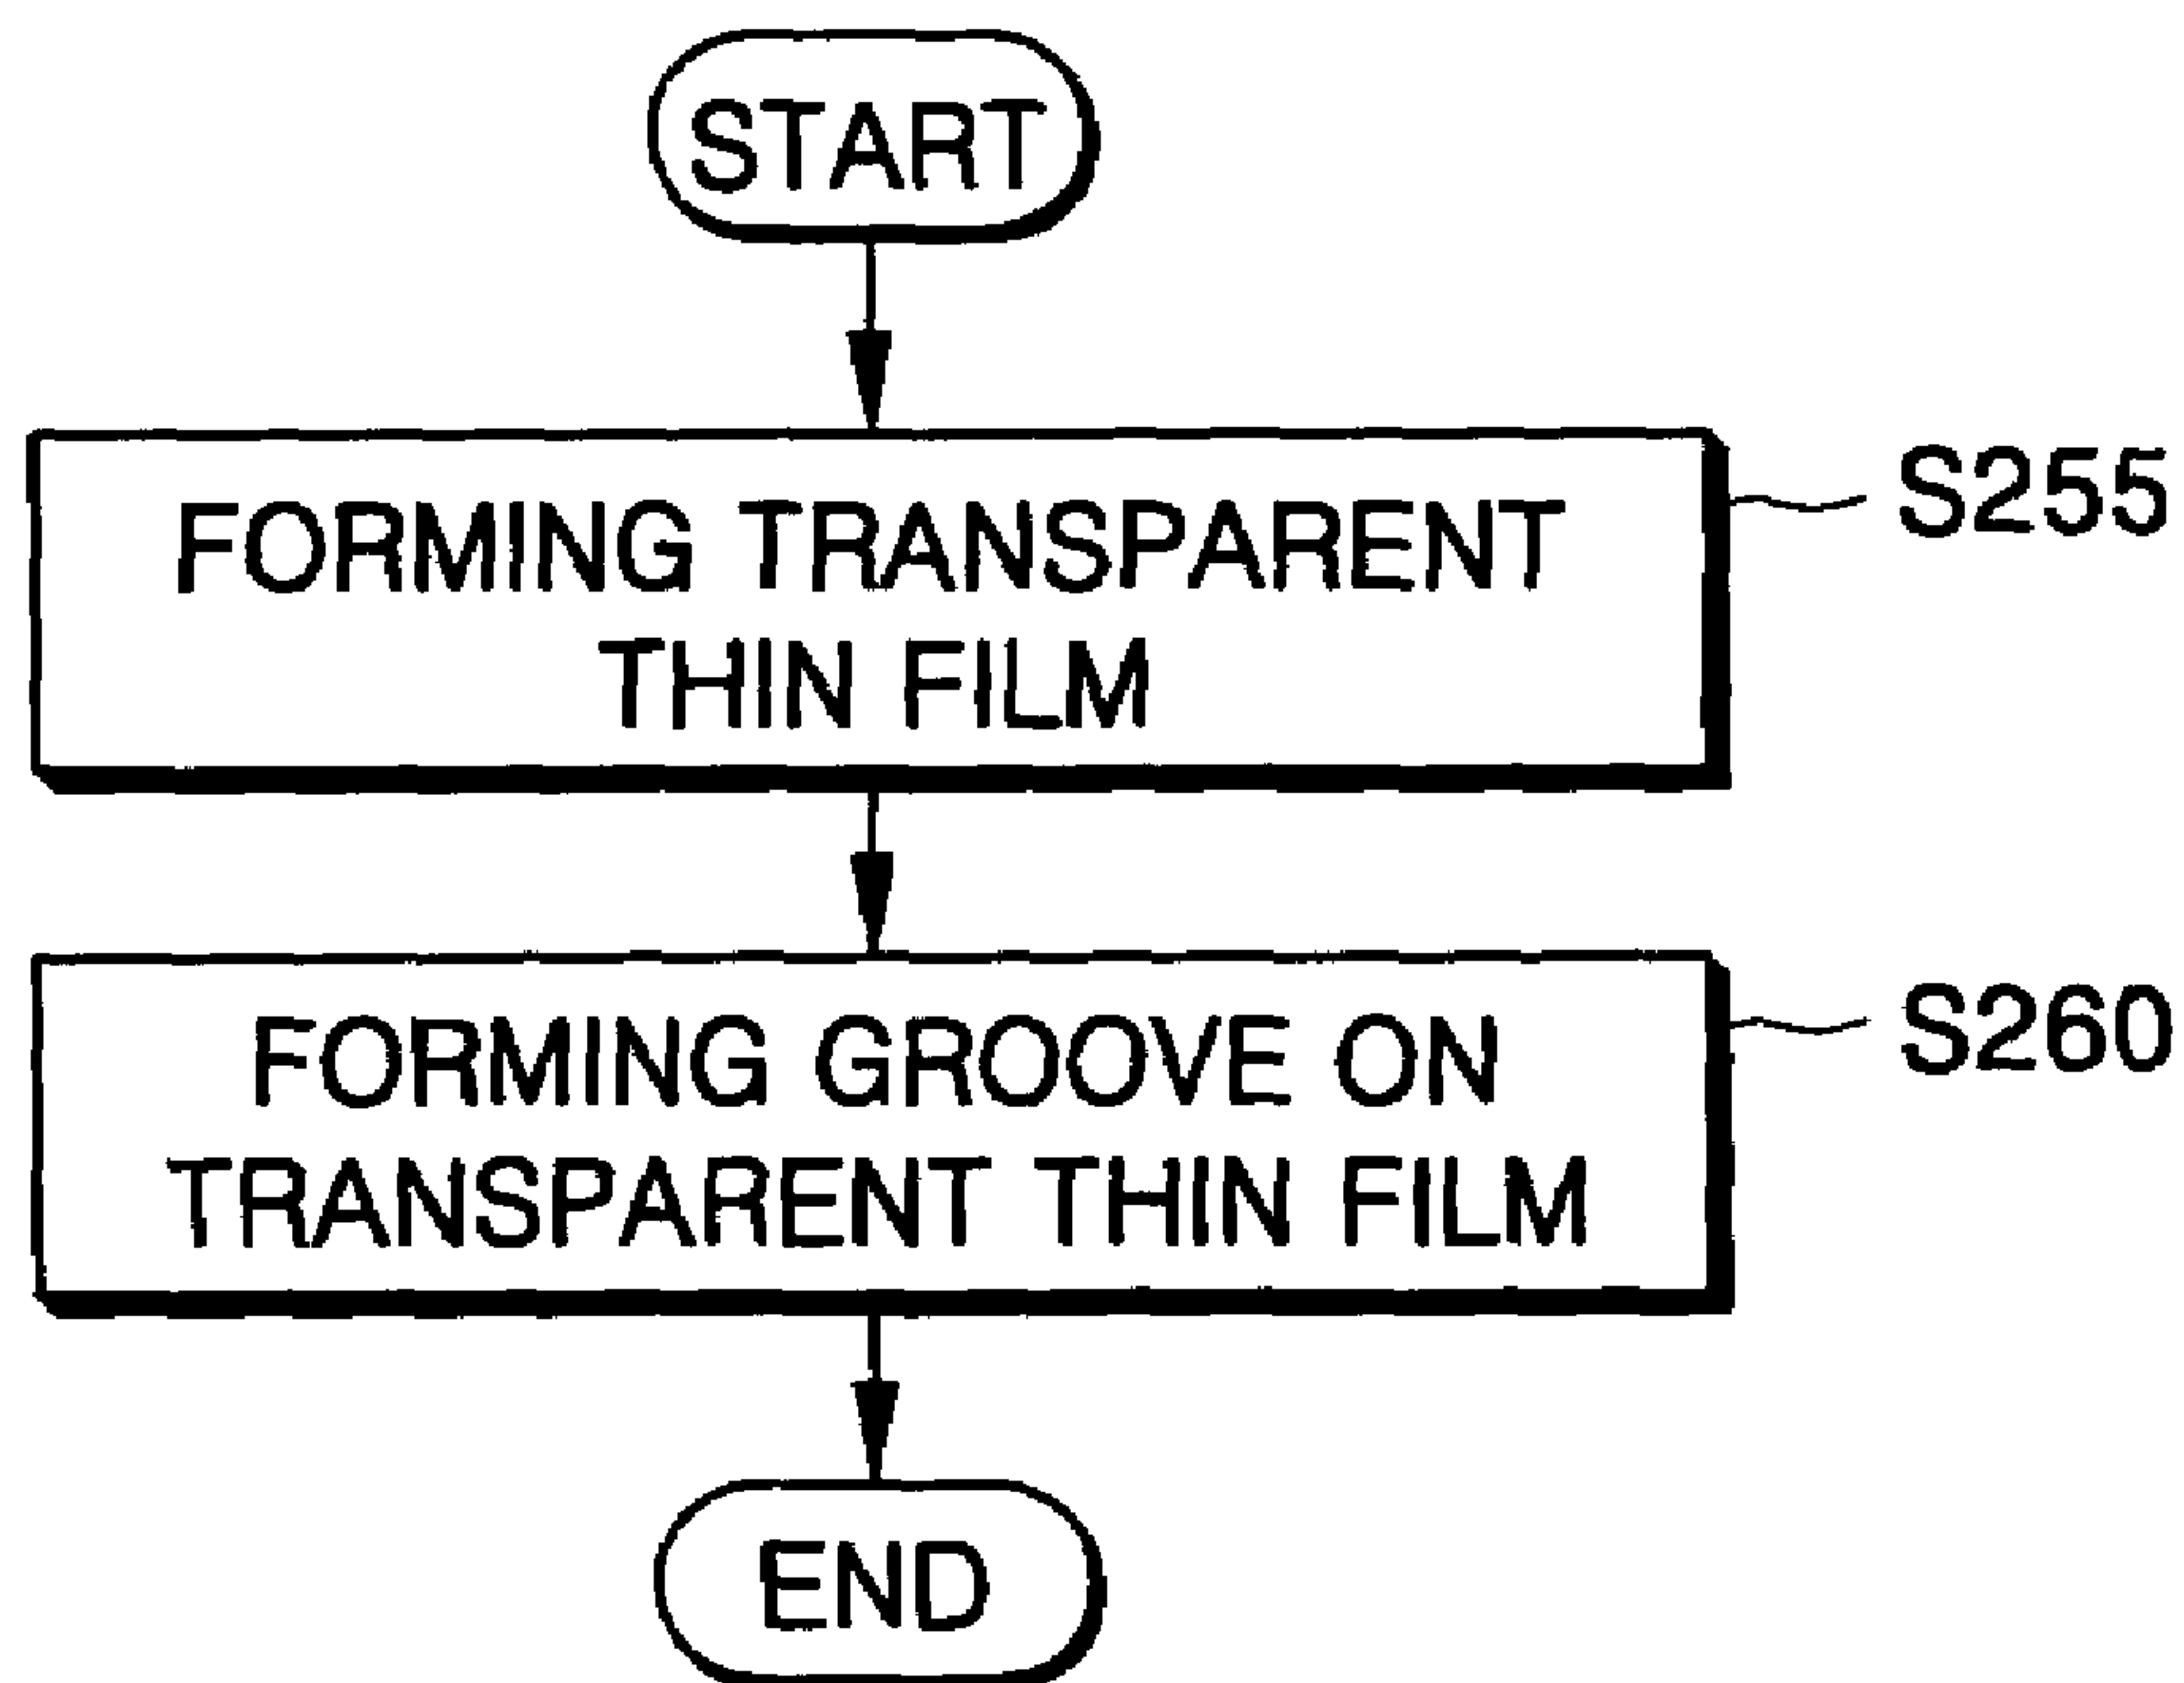 START
FORMING TRANSPARENT
THIN FILM
S255
FORMING GROOVE ON
TRANSPARENT THIN FILM
S260
END